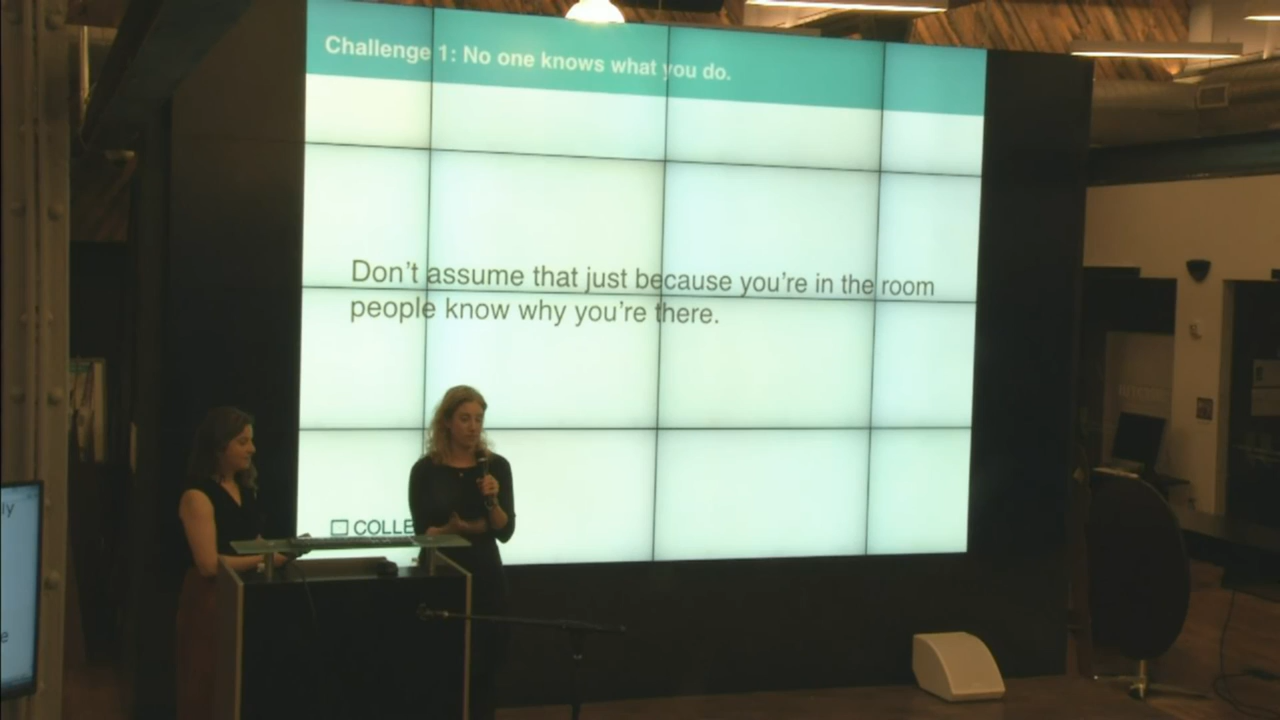 Challenge 1: No one knows what you do.
Don't assume that just because you're in the room
people know why you're there.
COLLE
ly
e